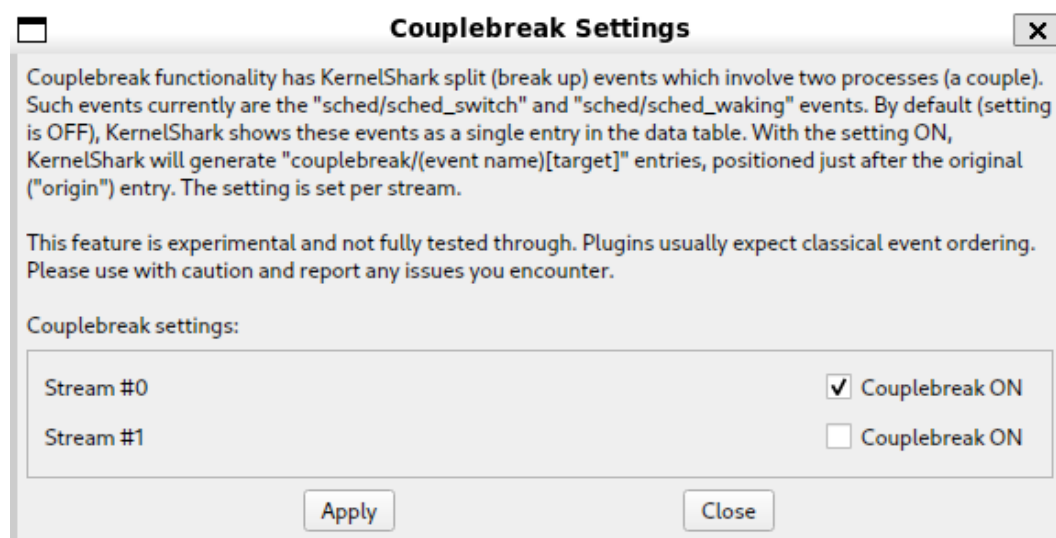 Couplebreak Settings
Couplebreak functionality has KernelShark split (break up) events which involve two processes (a couple).
Such events currently are the "sched/sched_switch" and "sched/sched_waking" events. By default (setting
is OFF), KernelShark shows these events as a single entry in the data table. With the setting ON,
KernelShark will generate "couplebreak/(event name)[target]" entries, positioned just after the original
("origin") entry. The setting is set per stream.
This feature is experimental and not fully tested through. Plugins usually expect classical event ordering.
Please use with caution and report any issues you encounter.
Couplebreak settings:
Stream #0 Couplebreak ON
Stream #1 Couplebreak ON
Apply Close